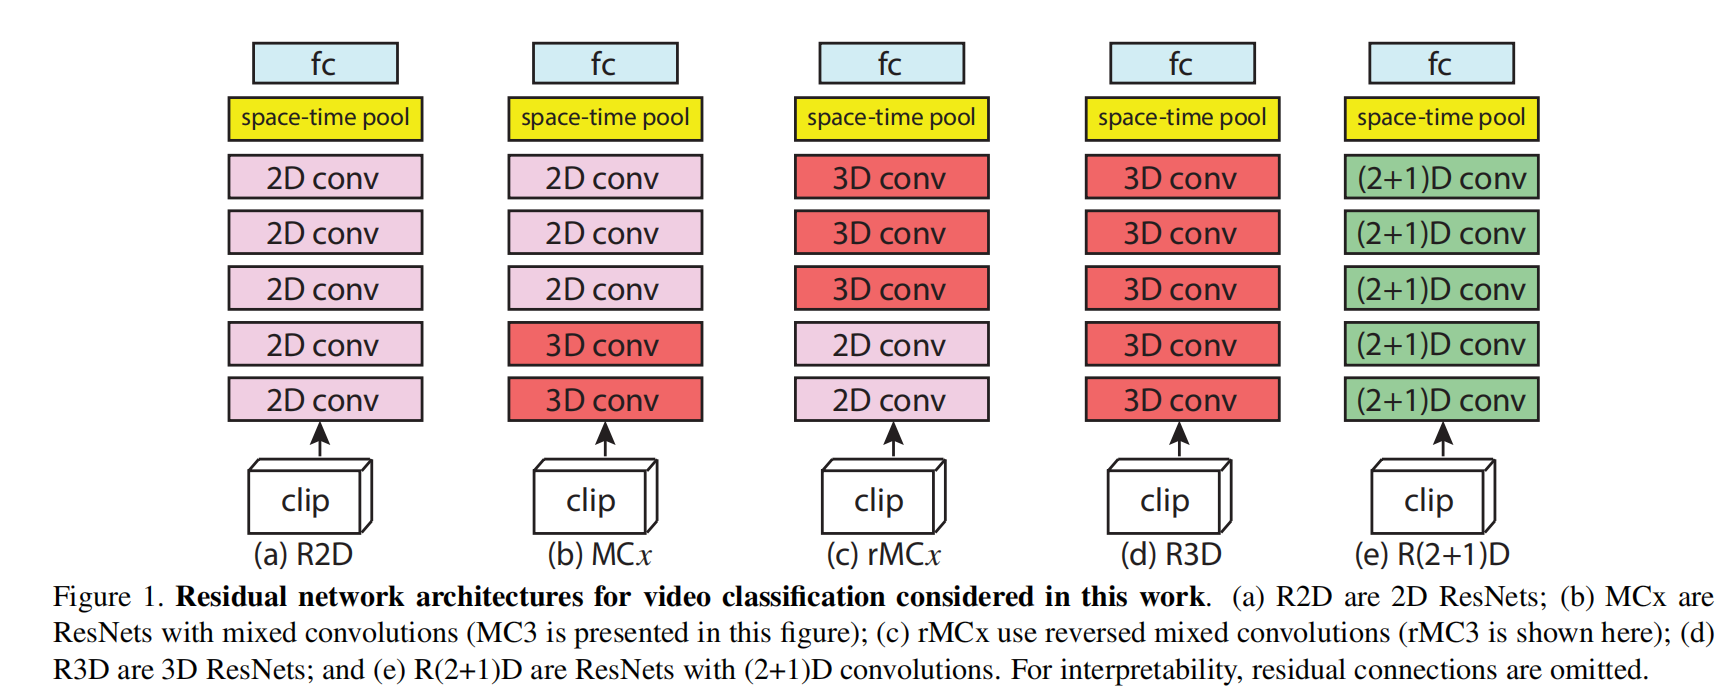 fc fc fc fc fc
space-time pool space-time pool space-time pool space-time pool space-time pool
2D conv 2D conv 3D conv 3D conv (2+1)D conv
2D conv 2D conv 3D conv 3D conv (2+1)D conv
2D conv 2D conv 3D conv 3D conv (2+1)D conv
2D conv 3D conv 2D conv 3D conv (2+1)D conv
2D conv 3D conv 2D conv 3D conv (2+1)D conv
clip clip clip clip clip
(a) R2D (b) MCx (c) rMCx (d) R3D (e) R(2+1)D
Figure 1. Residual network architectures for video classification considered in this work. (a) R2D are 2D ResNets; (b) MCx are
ResNets with mixed convolutions (MC3 is presented in this figure); (c) rMCx use reversed mixed convolutions (rMC3 is shown here); (d)
R3D are 3D ResNets; and (e) R(2+1)D are ResNets with (2+1)D convolutions. For interpretability, residual connections are omitted.